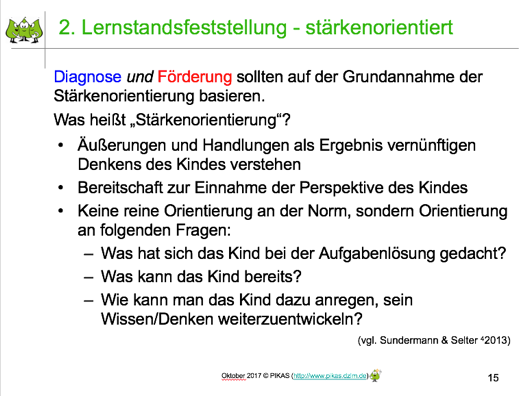 2. Lernstandsfeststellung - stärkenorientiert
Diagnose und Förderung sollten auf der Grundannahme der
Stärkenorientierung basieren.
Was heißt „Stärkenorientierung“?
• Äußerungen und Handlungen als Ergebnis vernünftigen
Denkens des Kindes verstehen
• Bereitschaft zur Einnahme der Perspektive des Kindes
• Keine reine Orientierung an der Norm, sondern Orientierung
an folgenden Fragen:
– Was hat sich das Kind bei der Aufgabenlösung gedacht?
– Was kann das Kind bereits?
– Wie kann man das Kind dazu anregen, sein
Wissen/Denken weiterzuentwickeln?
(vgl. Sundermann & Selter ⁴2013)
Oktober 2017 © PIKAS (http://www.pikas.dzlm.de)
15